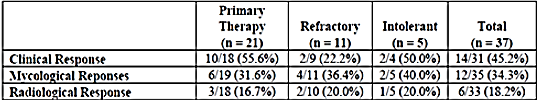 Primary Therapy (n = 21) Refractory (n = 11) Intolerant (n = 5) Total (n = 37)
Clinical Response 10/18 (55.6%) 2/9 (22.2%) 2/4 (50.0%) 14/31 (45.2%)
Mycological Reponses 6/19 (31.6%) 4/11 (36.4%) 2/5 (40.0%) 12/35 (34.3%)
Radiological Response 3/18 (16.7%) 2/10 (20.0%) 1/5 (20.0%) 6/33 (18.2%)